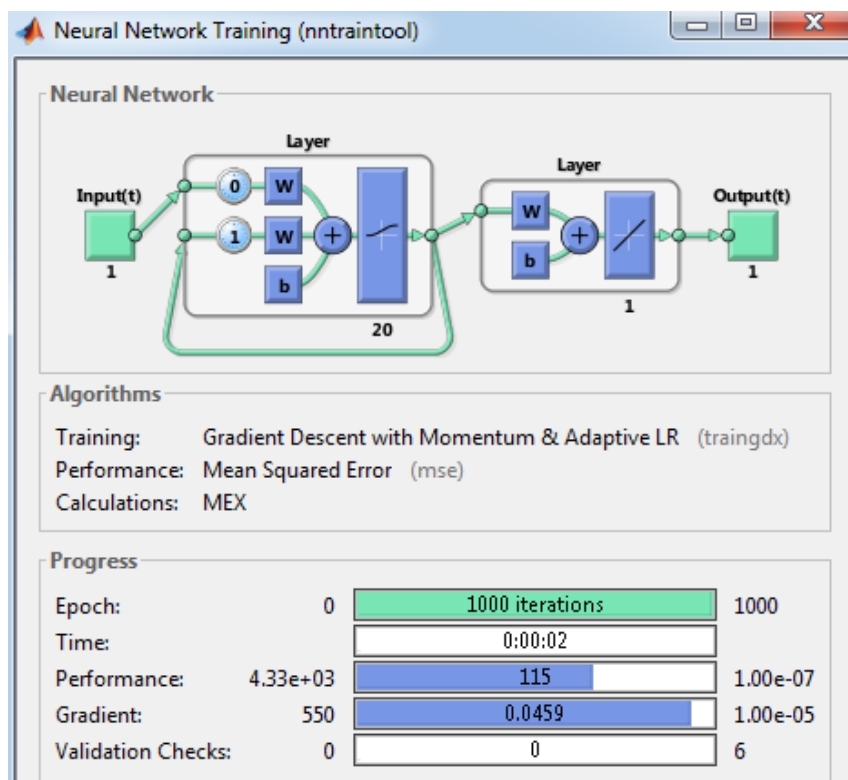 Neural Network Training (nntraintool)
Neural Network
Layer
Layer
Input(t)
0 W
W
Output(t)
1 W
+
+
b
b
1
1
1
20
Algorithms
Training: Gradient Descent with Momentum & Adaptive LR (traingdx)
Performance: Mean Squared Error (mse)
Calculations: MEX
Progress
Epoch: 0 1000 iterations 1000
Time: 0:00:02
Performance: 4.33e+03 115 1.00e-07
Gradient: 550 0.0459 1.00e-05
Validation Checks: 0 0 6